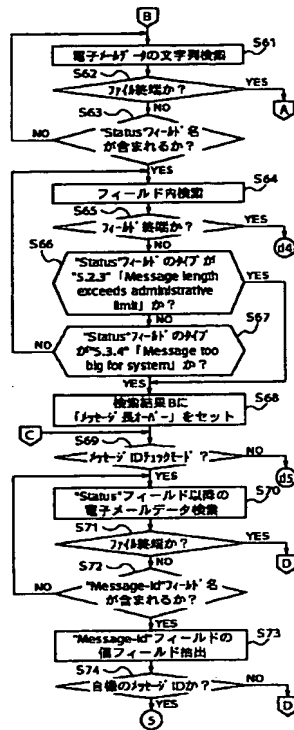 B
S61
電子メールデータの文字列検索
S62
ファイル終端か?
YES
A
S63
NO
"Status"フィールド名
が含まれるか?
NO
YES
S64
フィールド内検索
S65
フィールド終端か?
YES
d4
S66
NO
"Status"フィールドのタイプが
"5.2.3"「Message length
exceeds administrative
limit」か?
YES
NO
S67
"Status"フィールドのタイプ
が"5.3.4"「Message too
big for system」か?
NO
YES
S68
検索結果Bに
「メッセージ長オーバー」をセット
C
S69
メッセージIDチェックモード?
NO
d5
YES
S70
"Status"フィールド以降の
電子メールデータ検索
S71
ファイル終端か?
YES
D
S72
NO
"Message-Id"フィールド名
が含まれるか?
NO
YES
S73
"Message-Id"フィールドの
値フィールド抽出
S74
自機のメッセージIDか?
NO
D
YES
5